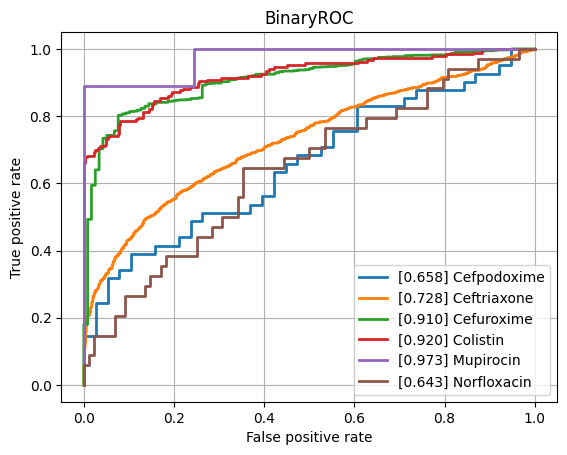 BinaryROC
True positive rate
1.0
0.8
0.6
0.4
0.2
0.0
[0.658] Cefpodoxime
[0.728] Ceftriaxone
[0.910] Cefuroxime
[0.920] Colistin
[0.973] Mupirocin
[0.643] Norfloxacin
0.0 0.2 0.4 0.6 0.8 1.0
False positive rate